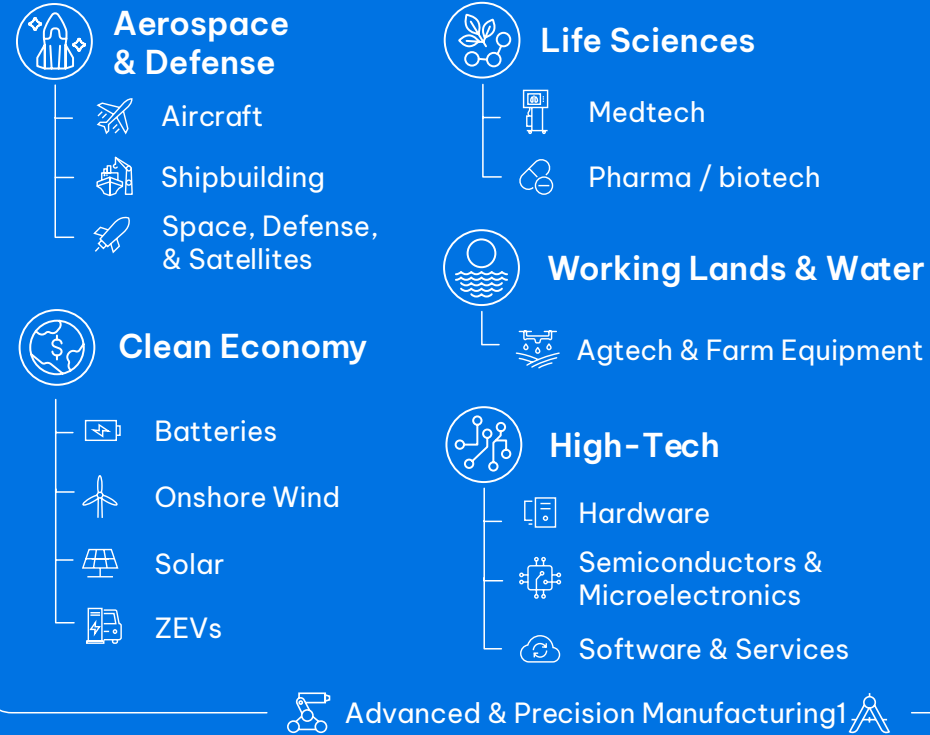 Aerospace
& Defense
Aircraft
Shipbuilding
Space, Defense,
& Satellites
Clean Economy
$
Batteries
Onshore Wind
Solar
ZEVs
Life Sciences
Medtech
Pharma / biotech
Working Lands & Water
Agtech & Farm Equipment
High-Tech
Hardware
Semiconductors &
Microelectronics
Software & Services
Advanced & Precision Manufacturing1